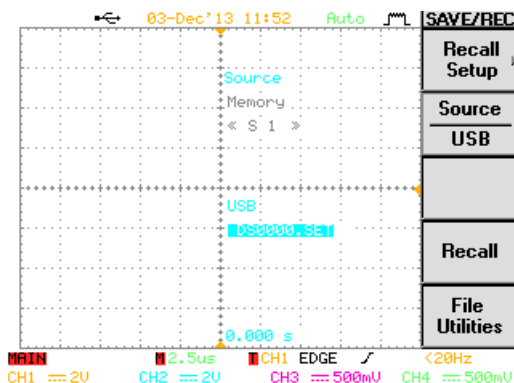 03-Dec'13 11:52 Auto SAVE/REC
Recall
Setup
Source
USB
Recall
File
Utilities
Source
Memory
« S 1 »
USB
DS0000.SET
0.000 s
MAIN M 2.5us T CH1 EDGE <20Hz
CH1 2V CH2 2V CH3 500mV CH4 500mV